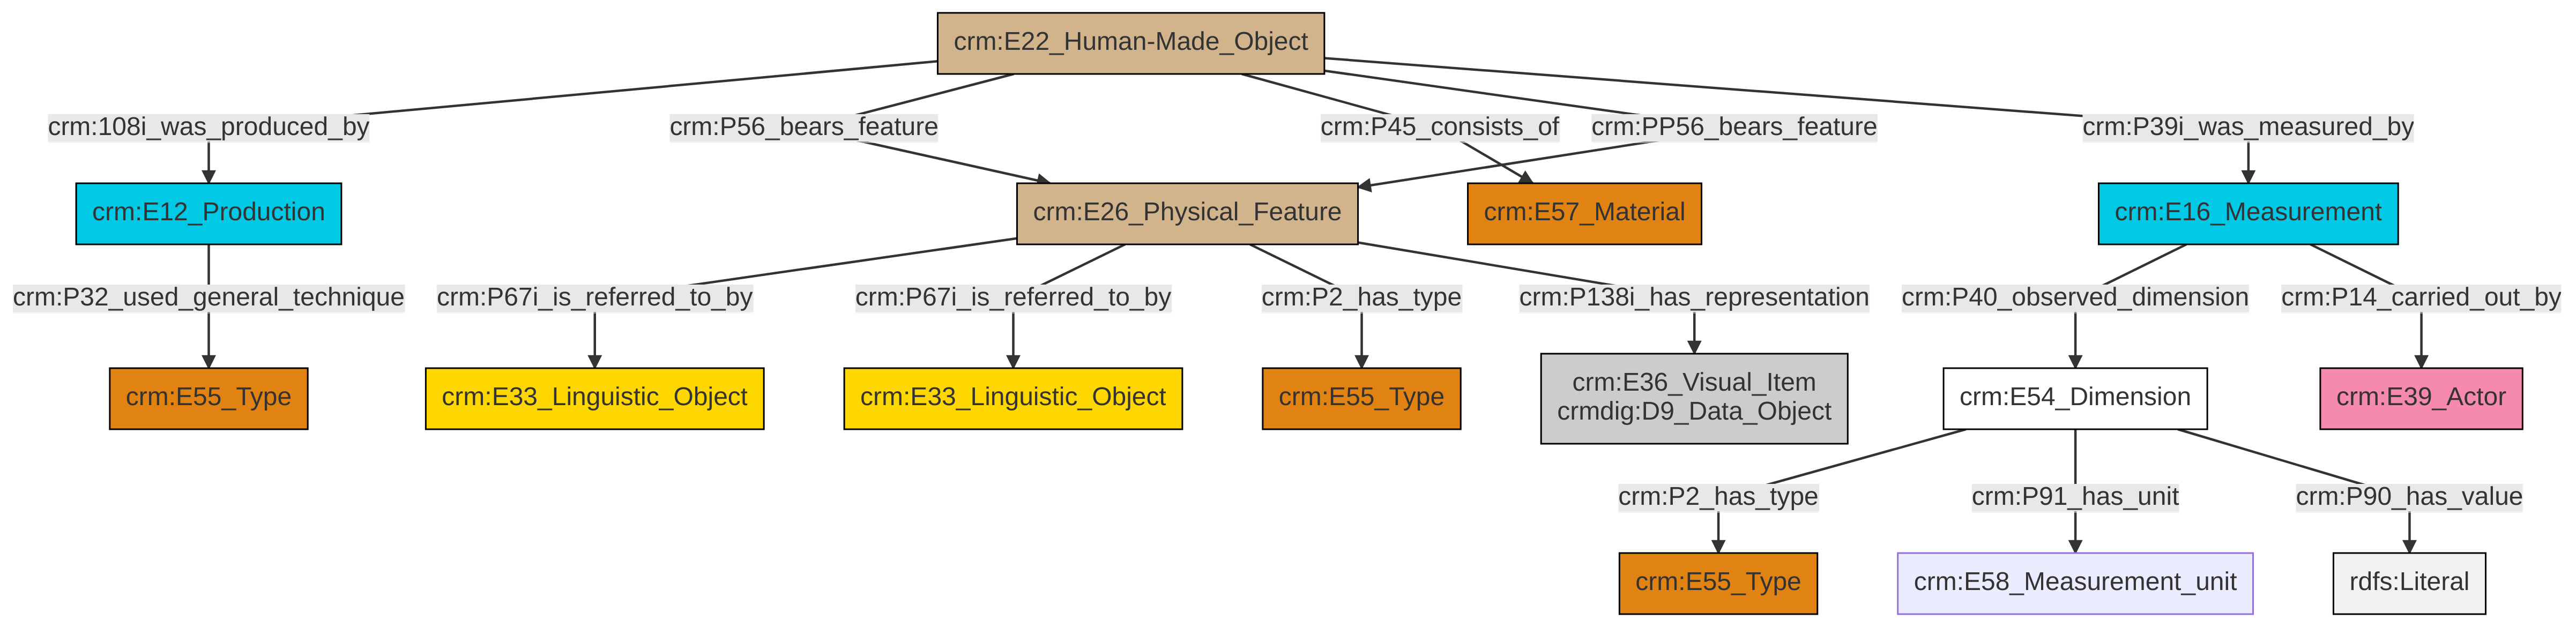 crm:E22_Human-Made_Object
crm:108i_was_produced_by
crm:P56_bears_feature
crm:P45_consists_of
crm:PP56_bears_feature
crm:P39i_was_measured_by
crm:E12_Production
crm:E26_Physical_Feature
crm:E57_Material
crm:E16_Measurement
crm:P32_used_general_technique
crm:P67i_is_referred_to_by
crm:P67i_is_referred_to_by
crm:P2_has_type
crm:P138i_has_representation
crm:P40_observed_dimension
crm:P14_carried_out_by
crm:E55_Type
crm:E33_Linguistic_Object
crm:E33_Linguistic_Object
crm:E55_Type
crm:E36_Visual_Item
crmdig:D9_Data_Object
crm:E54_Dimension
crm:E39_Actor
crm:P2_has_type
crm:P91_has_unit
crm:P90_has_value
crm:E55_Type
crm:E58_Measurement_unit
rdfs:Literal